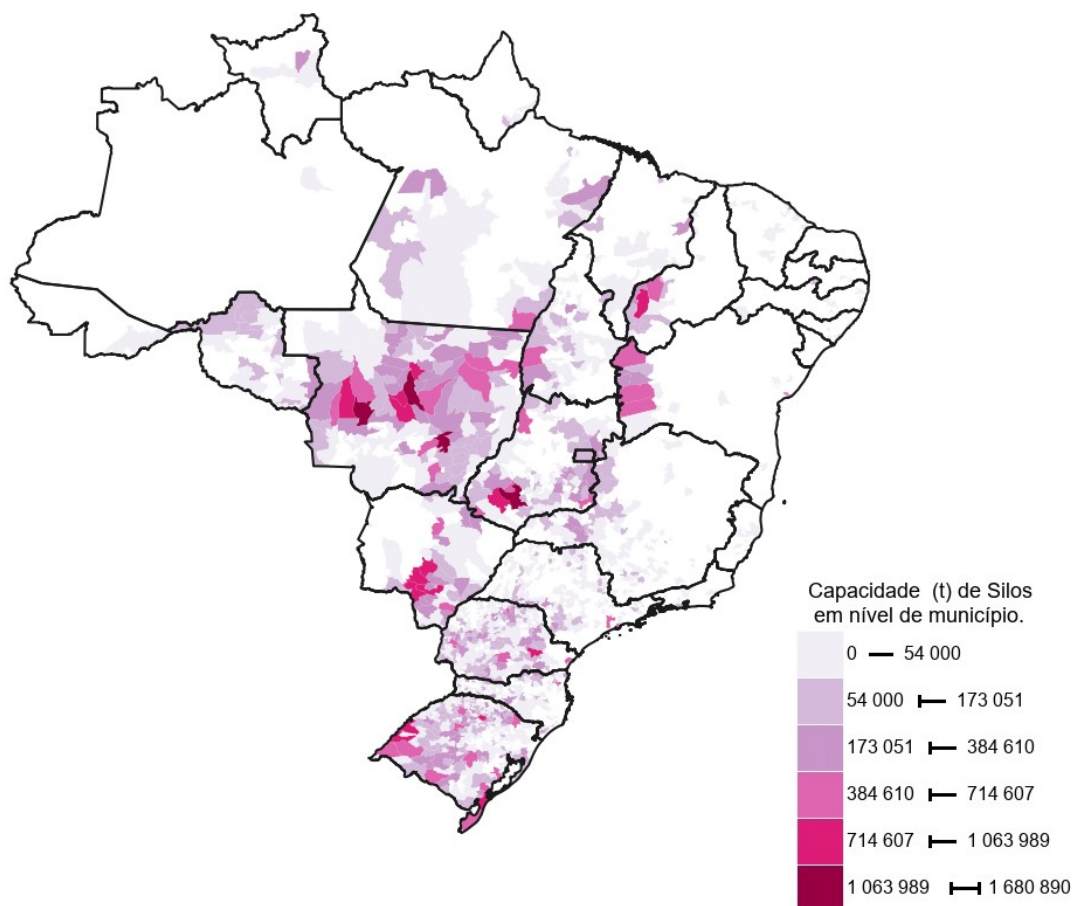 Capacidade (t) de Silos
em nível de município.
0 54 000
54 000 173 051
173 051 384 610
384 610 714 607
714 607 1 063 989
1 063 989 1 680 890